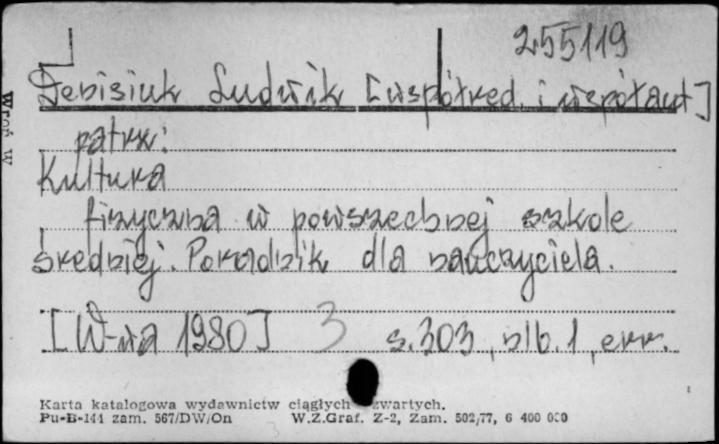 255119
Debisiuk Ludwik [współred. i współaut]
patrz:
Kultura
fizyczna w powszechnej szkole
średniej. Poradnik dla nauczyciela.
[W-wa 1980] 3 s. 303, nlb. 1, err.
Karta katalogowa wydawnictw ciągłych zwartych.
Pu-B-144 zam. 567/DW/On W.Z.Graf. Z-2, Zam. 502/77, 6 400 000